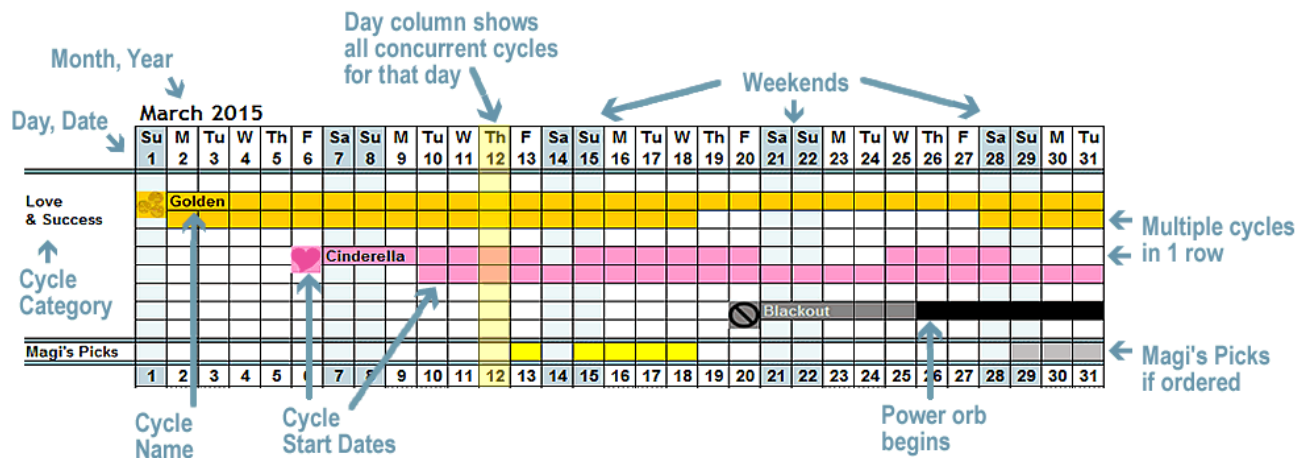 Day column shows
all concurrent cycles
for that day
Month, Year
Weekends
Day, Date
March 2015
Su M Tu W Th F Sa Su M Tu W Th F Sa Su M Tu W Th F Sa Su M Tu W Th F Sa Su M Tu
1 2 3 4 5 6 7 8 9 10 11 12 13 14 15 16 17 18 19 20 21 22 23 24 25 26 27 28 29 30 31
Love
& Success
Golden
Multiple cycles
in 1 row
Cinderella
Cycle
Category
Blackout
Magi's Picks
Magi's Picks
if ordered
1 2 3 4 5 6 7 8 9 10 11 12 13 14 15 16 17 18 19 20 21 22 23 24 25 26 27 28 29 30 31
Cycle
Name
Cycle
Start Dates
Power orb
begins